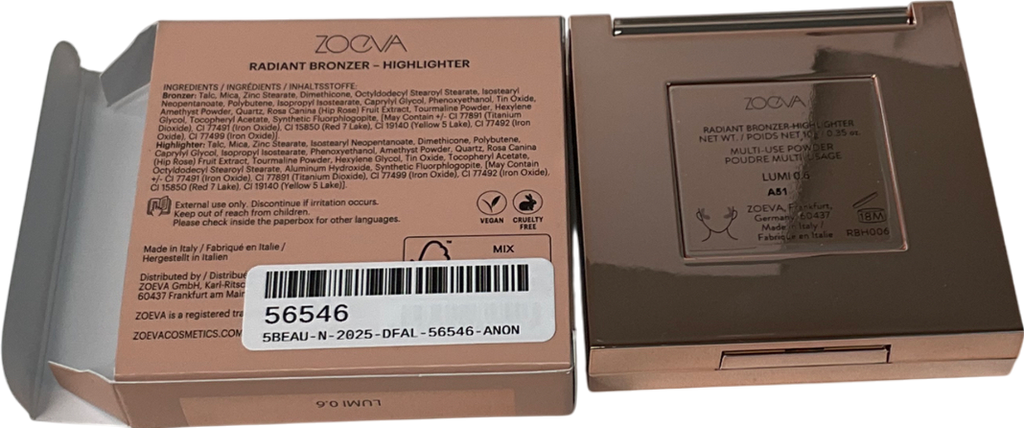 ZOEVA
RADIANT BRONZER – HIGHLIGHTER
INGREDIENTS / INGRÉDIENTS / INHALTSSTOFFE:
Bronzer: Talc, Mica, Zinc Stearate, Dimethicone, Octyldodecyl Stearoyl Stearate, Isostearyl
Neopentanoate, Polybutene, Isopropyl Isostearate, Caprylyl Glycol, Phenoxyethanol, Tin Oxide,
Amethyst Powder, Quartz, Rosa Canina (Hip Rose) Fruit Extract, Tourmaline Powder, Hexylene
Glycol, Tocopheryl Acetate, Synthetic Fluorphlogopite, [May Contain +/- CI 77891 (Titanium
Dioxide), CI 77491 (Iron Oxide), CI 15850 (Red 7 Lake), CI 19140 (Yellow 5 Lake), CI 77492 (Iron
Oxide), CI 77499 (Iron Oxide)].
Highlighter: Talc, Mica, Zinc Stearate, Isostearyl Neopentanoate, Dimethicone, Polybutene,
Caprylyl Glycol, Isopropyl Isostearate, Phenoxyethanol, Amethyst Powder, Quartz, Rosa Canina
(Hip Rose) Fruit Extract, Tourmaline Powder, Hexylene Glycol, Tin Oxide, Tocopheryl Acetate,
Octyldodecyl Stearoyl Stearate, Aluminum Hydroxide, Synthetic Fluorphlogopite, [May Contain
+/- CI 77491 (Iron Oxide), CI 77891 (Titanium Dioxide), CI 77499 (Iron Oxide), CI 77492 (Iron Oxide),
CI 15850 (Red 7 Lake), CI 19140 (Yellow 5 Lake)].
External use only. Discontinue if irritation occurs.
Keep out of reach from children.
Please check inside the paperbox for other languages.
VEGAN
CRUELTY
FREE
Made in Italy / Fabriqué en Italie /
Hergestellt in Italien
MIX
Distributed by / Distribue
ZOEVA GmbH, Karl-Ritsc
60437 Frankfurt am Main
ZOEVA is a registered tra
ZOEVACOSMETICS.COM
56546
5BEAU-N-2025-DFAL-56546-ANON
LUMI 0.6
ZOEVA
RADIANT BRONZER-HIGHLIGHTER
NET WT. / POIDS NET 10g · 0.35 oz.
MULTI-USE POWDER
POUDRE MULTI-USAGE
LUMI 0.6
A51
ZOEVA, Frankfurt,
Germany, 60437
Made in Italy /
Fabriqué en Italie
18M
RBH006